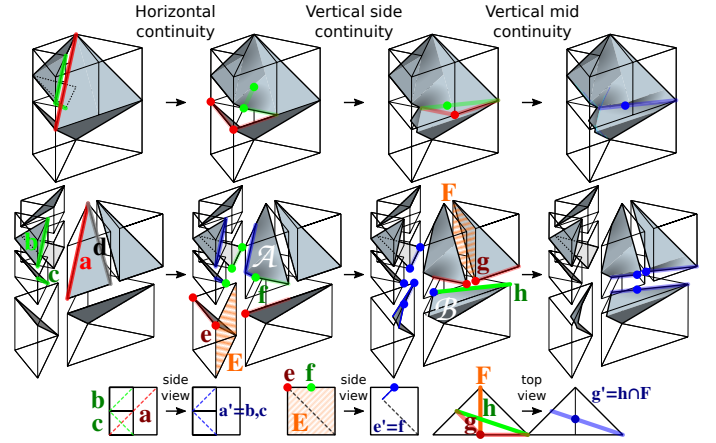 Horizontal continuity
Vertical side continuity
Vertical mid continuity
b
c
a
d
A
f
e
E
F
g
B
h
b
c
a
side view
a'=b,c
e
f
E
side view
e'=f
F
h
g
top view
g'=h∩F